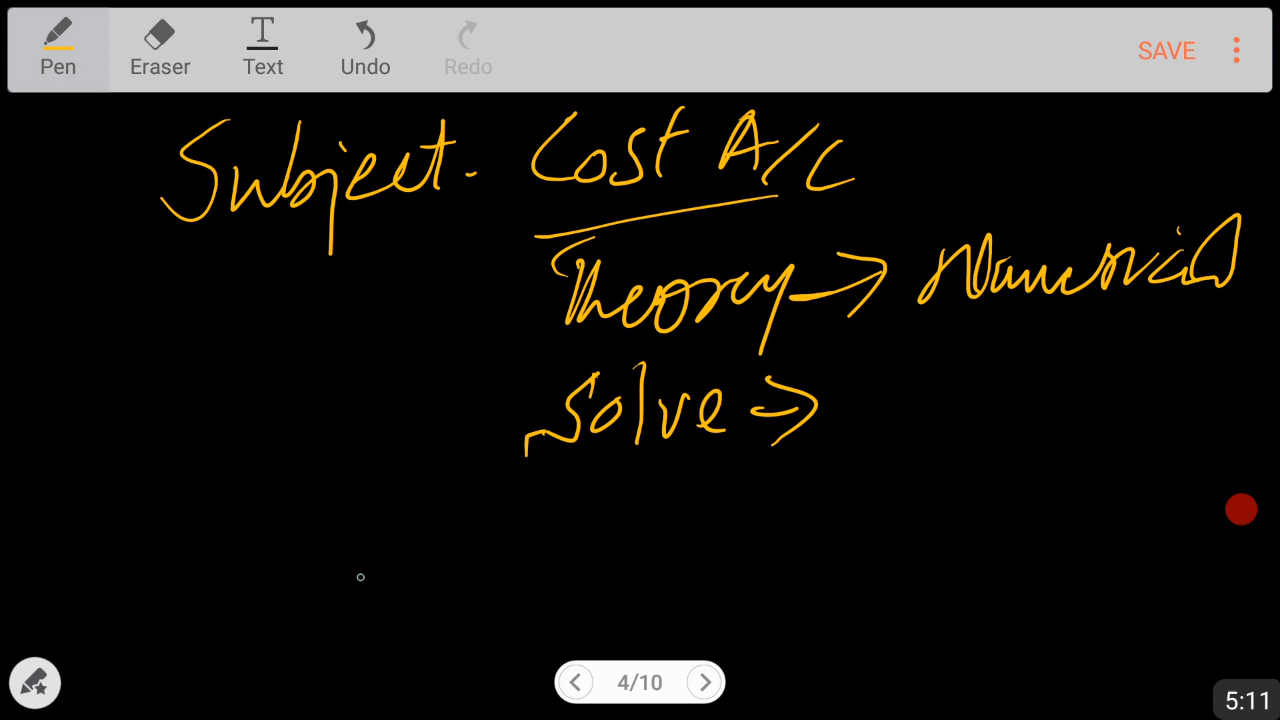 Pen Eraser Text Undo Redo SAVE
Subject. Cost A/C
Theory → Numerical
Solve →
4/10
5:11